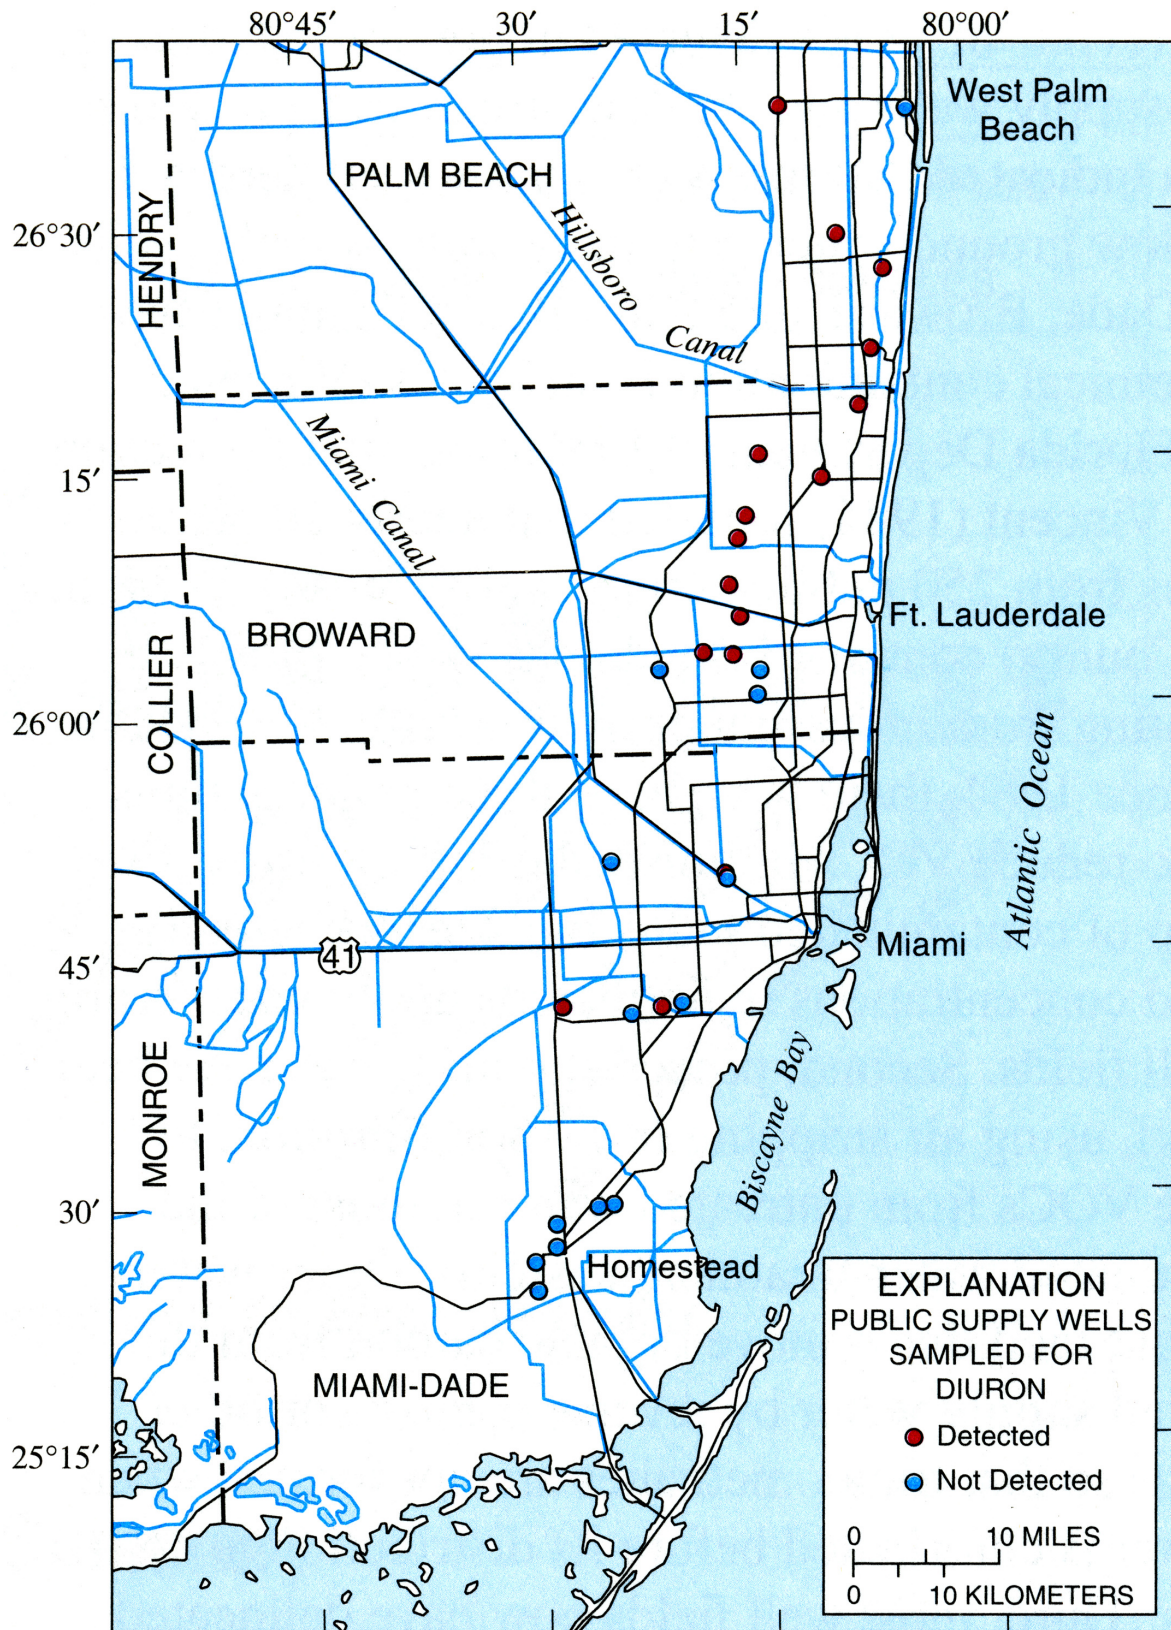 80°45′ 30′ 15′ 80°00′
West Palm
Beach
PALM BEACH
HENDRY
26°30′
Hillsboro
Canal
Miami Canal
15′
Ft. Lauderdale
BROWARD
COLLIER
26°00′
Atlantic Ocean
Miami
41
45′
MONROE
Biscayne Bay
30′
Homestead
MIAMI-DADE
25°15′
EXPLANATION
PUBLIC SUPPLY WELLS
SAMPLED FOR
DIURON
Detected
Not Detected
0 10 MILES
0 10 KILOMETERS